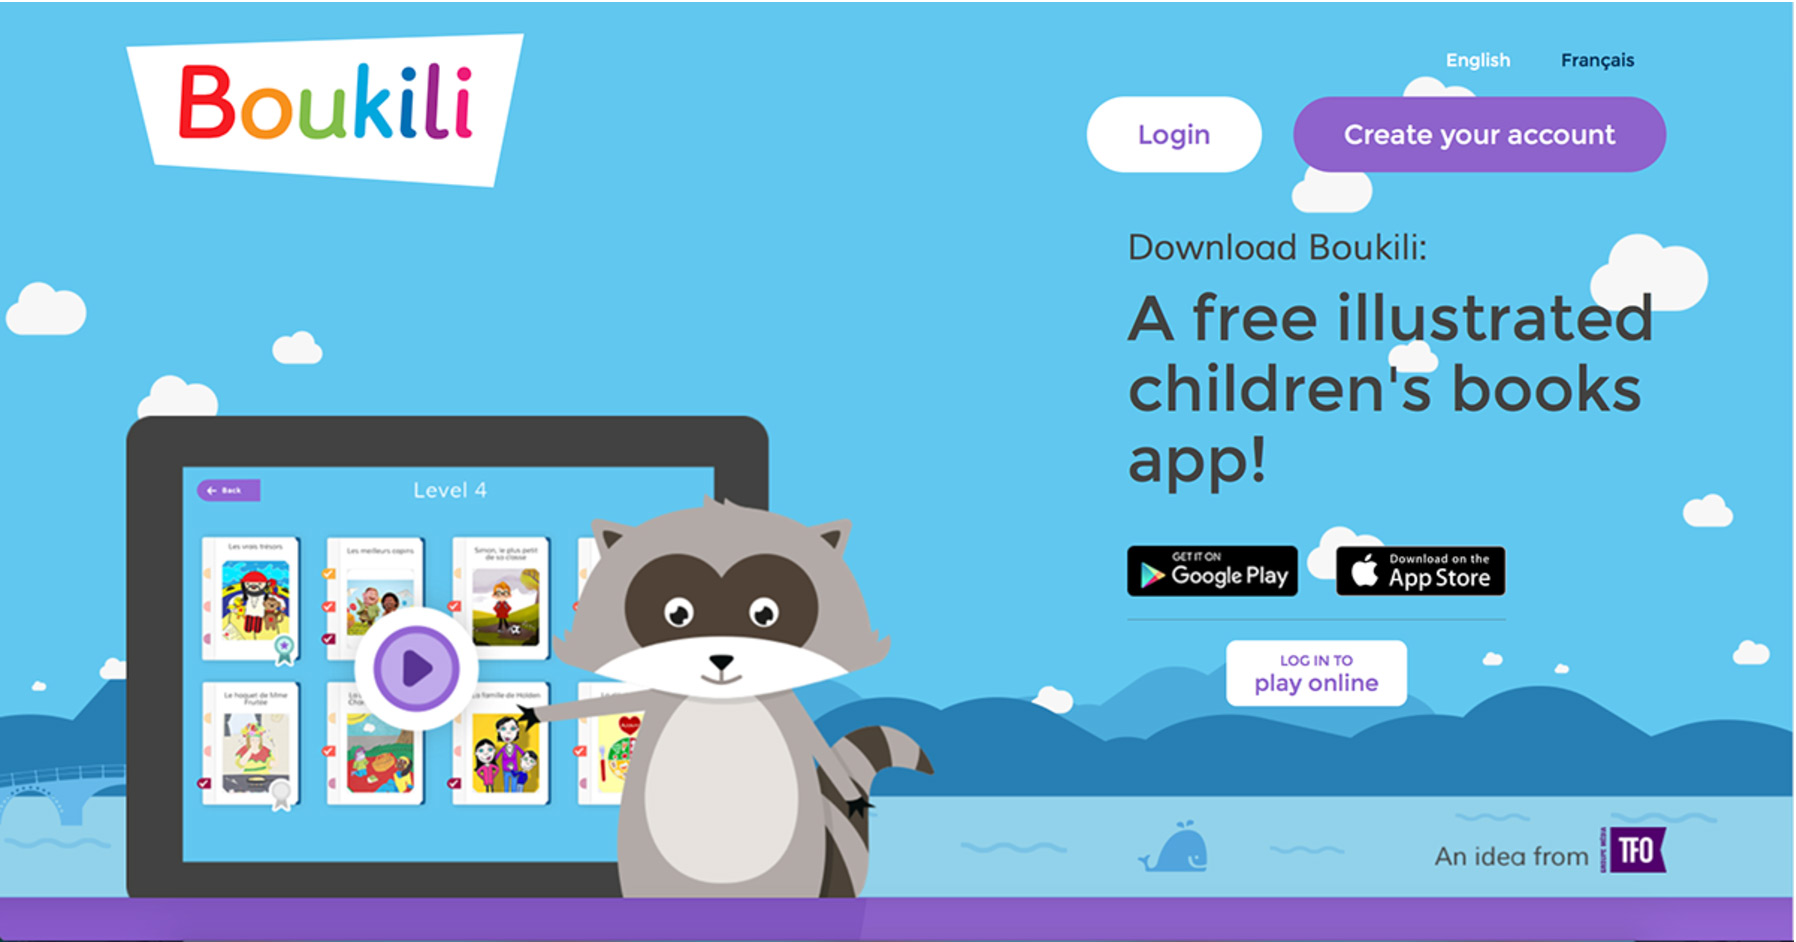 Boukili
English
Français
Login
Create your account
Download Boukili:
A free illustrated
children's books
app!
GET IT ON
Google Play
Download on the
App Store
LOG IN TO
play online
← Back
Level 4
Les vrais trésors
Les meilleurs copins
Simon, le plus petit
de sa classe
Le hoquet de Mme
Fruitée
La famille de Holden
An idea from
GROUPE MÉDIA
TFO